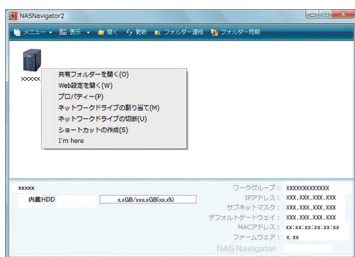 NASNavigator2
メニュー 表示 開く 更新 フォルダー連結 フォルダー同期
xxxxx
共有フォルダーを開く(O)
Web設定を開く(W)
プロパティー(P)
ネットワークドライブの割り当て(M)
ネットワークドライブの切断(U)
ショートカットの作成(S)
I'm here
xxxxx
内蔵HDD
x.xGB/xxx.xGB(xx.x%)
ワークグループ: XXXXXXXXXXXXX
IPアドレス: XXX.XXX.XXX.XXX
サブネットマスク: XXX.XXX.XXX.XXX
デフォルトゲートウェイ: XXX.XXX.XXX.XXX
MACアドレス: xx:xx:xx:xx:xx:xx
ファームウェア: x.xx
NAS Navigator